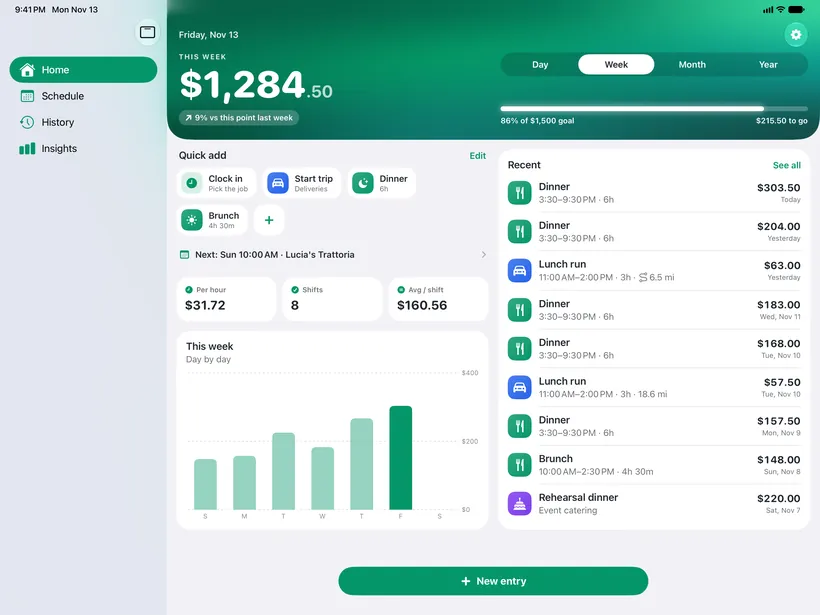 9:41 PM Mon Nov 13
Home
Schedule
History
Insights
Friday, Nov 13
THIS WEEK
$1,284.50
9% vs this point last week
Day
Week
Month
Year
86% of $1,500 goal
$215.50 to go
Quick add
Edit
Clock in
Pick the job
Start trip
Deliveries
Dinner
6h
Brunch
4h 30m
+
Next: Sun 10:00 AM · Lucia's Trattoria
Per hour
$31.72
Shifts
8
Avg / shift
$160.56
This week
Day by day
$400
$200
$0
S M T W T F S
Recent
See all
Dinner
$303.50
3:30–9:30 PM · 6h
Today
Dinner
$204.00
3:30–9:30 PM · 6h
Yesterday
Lunch run
$63.00
11:00 AM–2:00 PM · 3h · 6.5 mi
Yesterday
Dinner
$183.00
3:30–9:30 PM · 6h
Wed, Nov 11
Dinner
$168.00
3:30–9:30 PM · 6h
Tue, Nov 10
Lunch run
$57.50
11:00 AM–2:00 PM · 3h · 18.6 mi
Tue, Nov 10
Dinner
$157.50
3:30–9:30 PM · 6h
Mon, Nov 9
Brunch
$148.00
10:00 AM–2:30 PM · 4h 30m
Sun, Nov 8
Rehearsal dinner
$220.00
Event catering
Sat, Nov 7
+ New entry